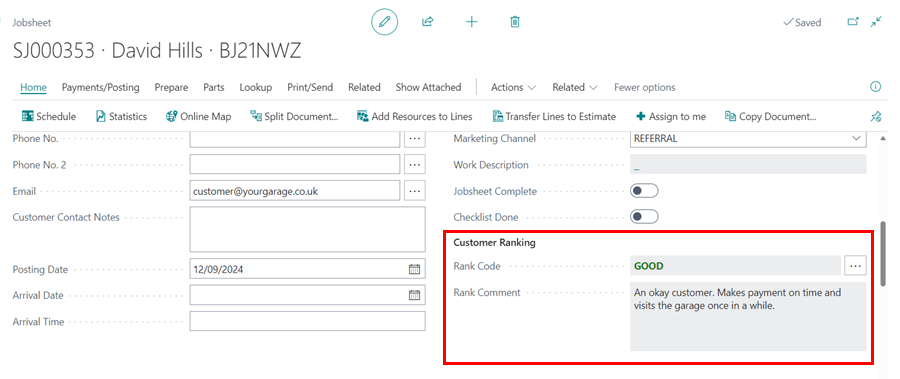 Jobsheet
Saved
SJ000353 · David Hills · BJ21NWZ
Home Payments/Posting Prepare Parts Lookup Print/Send Related Show Attached Actions Related Fewer options
Schedule Statistics Online Map Split Document... Add Resources to Lines Transfer Lines to Estimate Assign to me Copy Document...
Phone No.
Phone No. 2
Email customer@yourgarage.co.uk
Customer Contact Notes
Posting Date 12/09/2024
Arrival Date
Arrival Time
Marketing Channel REFERRAL
Work Description _
Jobsheet Complete
Checklist Done
Customer Ranking
Rank Code GOOD
Rank Comment An okay customer. Makes payment on time and
visits the garage once in a while.